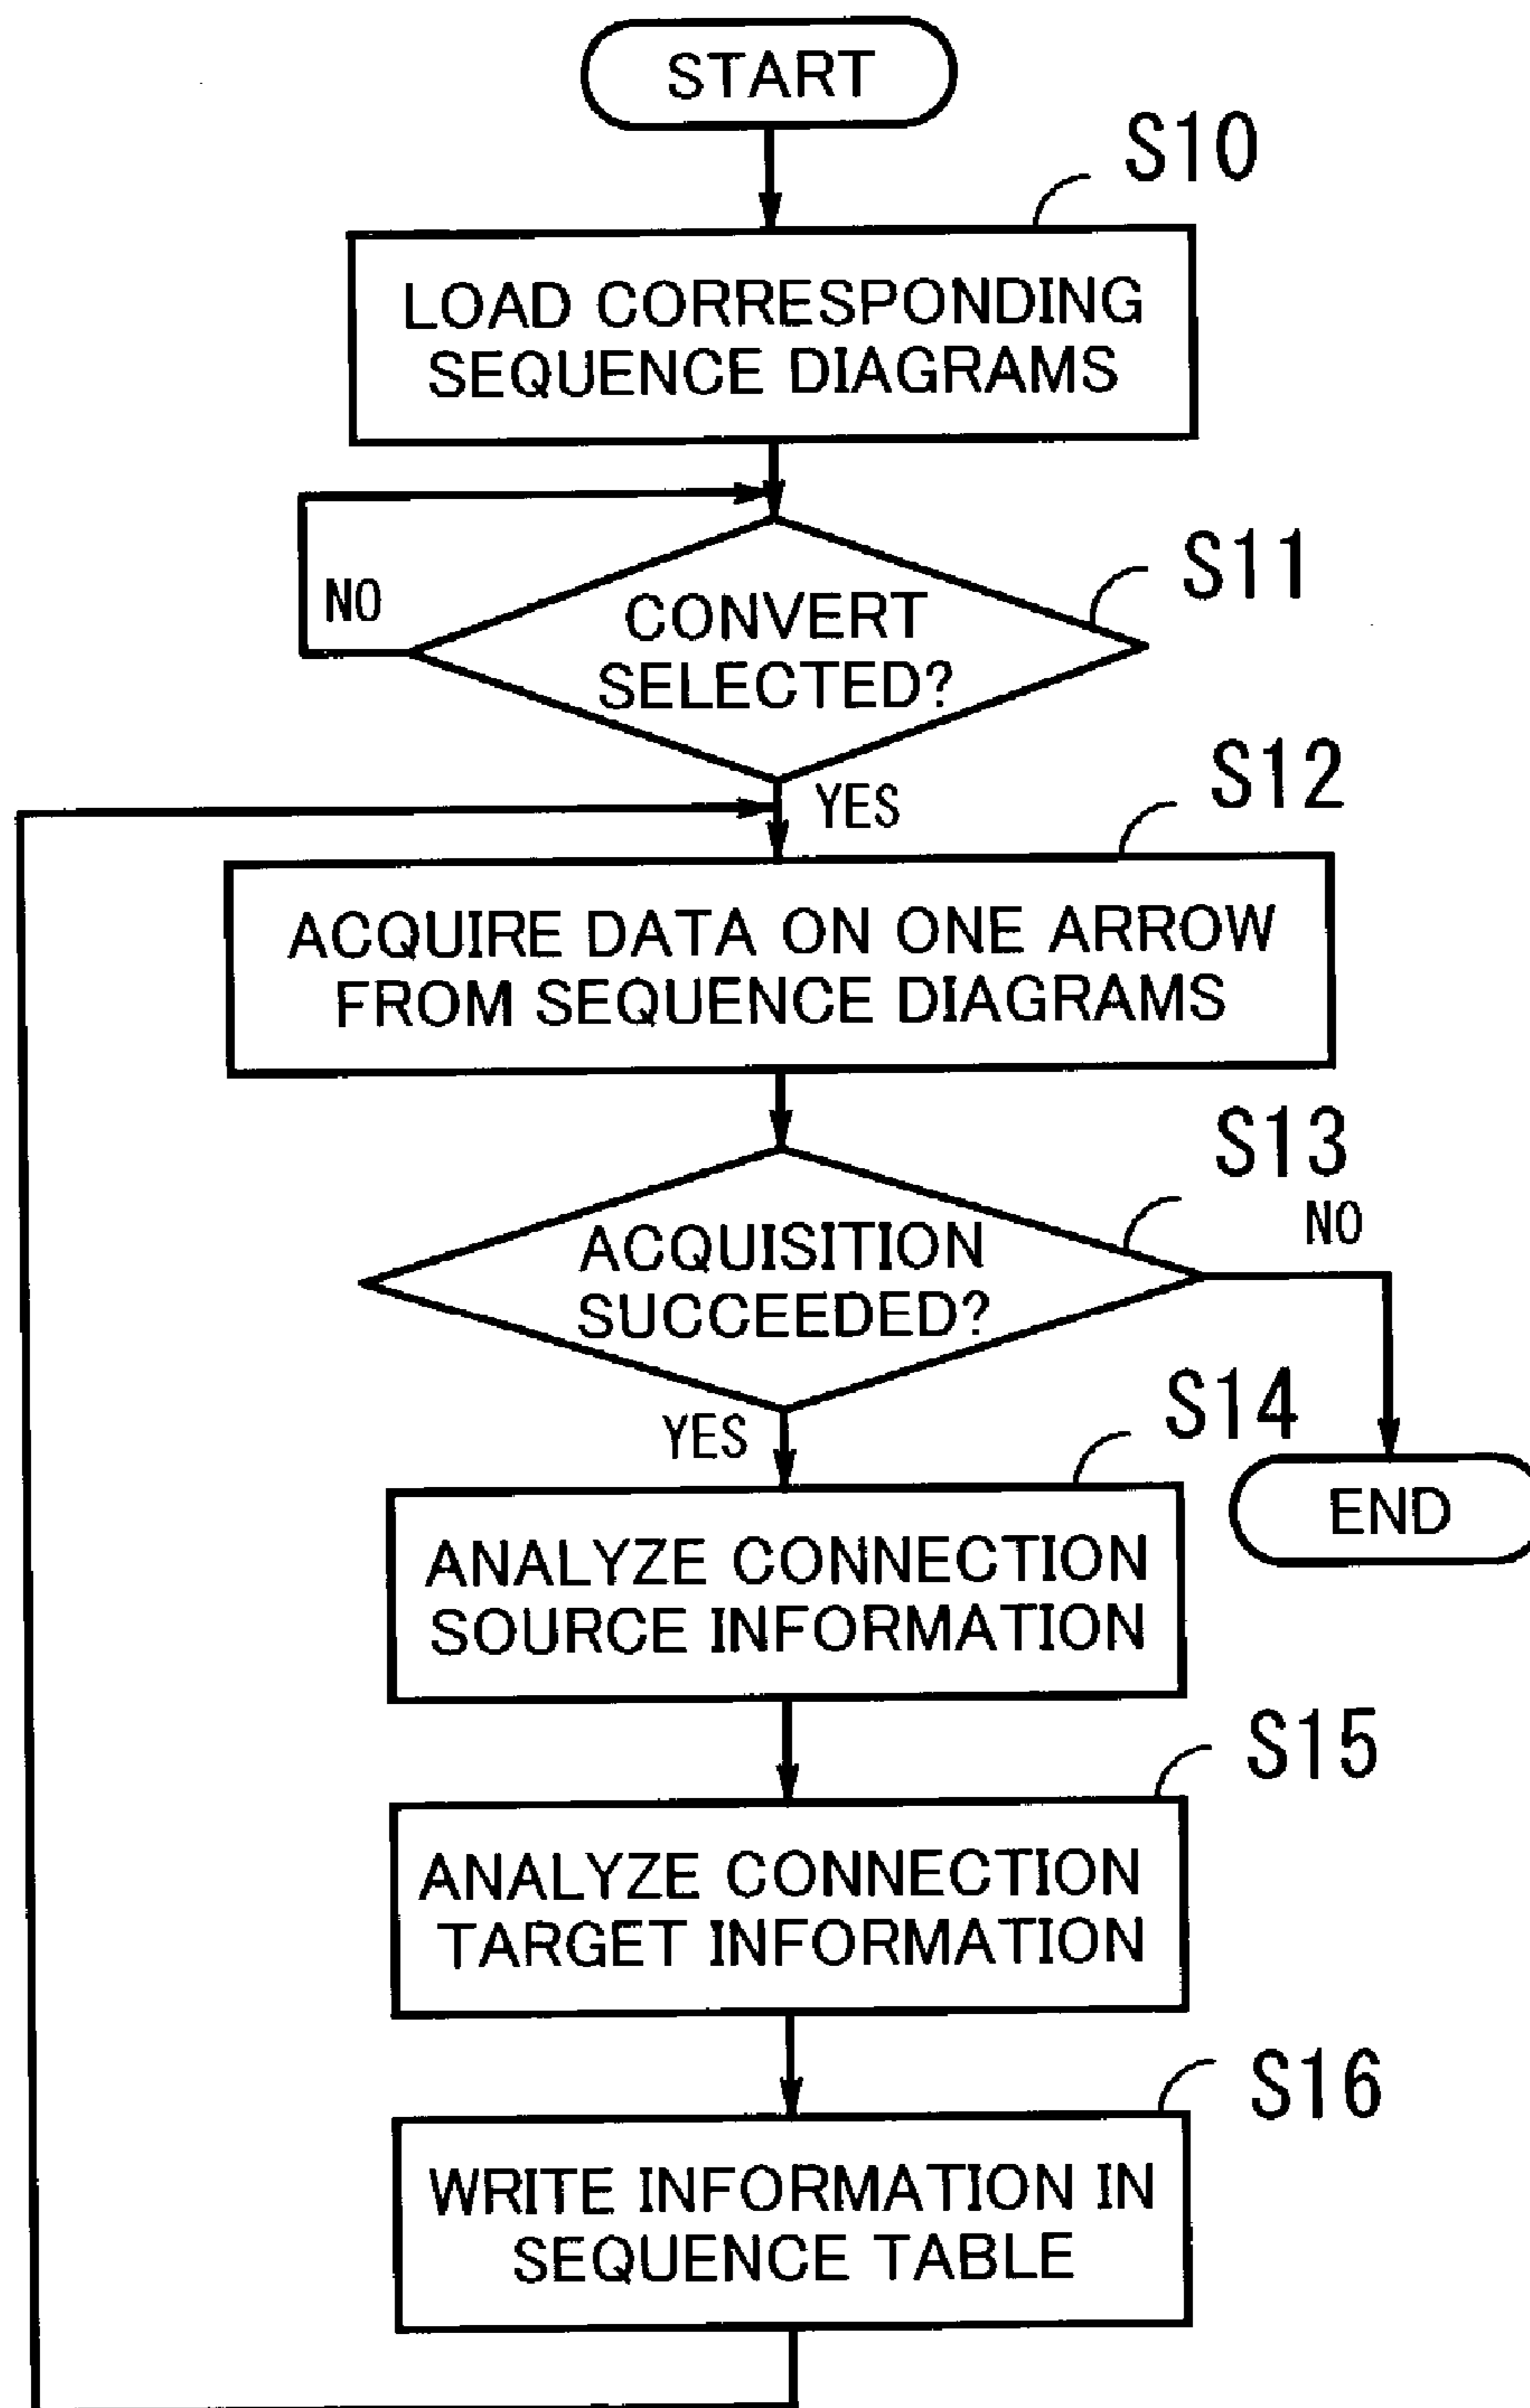 START
S10
LOAD CORRESPONDING
SEQUENCE DIAGRAMS
S11
NO
CONVERT
SELECTED?
S12
YES
ACQUIRE DATA ON ONE ARROW
FROM SEQUENCE DIAGRAMS
S13
NO
ACQUISITION
SUCCEEDED?
S14
YES
END
ANALYZE CONNECTION
SOURCE INFORMATION
S15
ANALYZE CONNECTION
TARGET INFORMATION
S16
WRITE INFORMATION IN
SEQUENCE TABLE